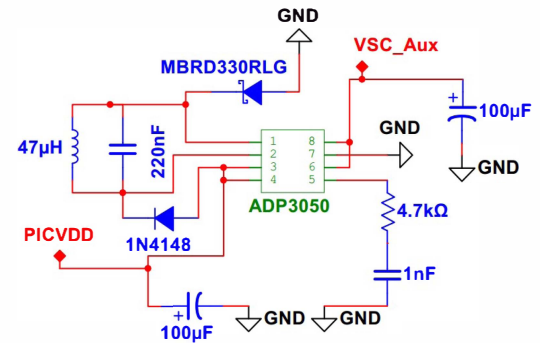 GND
VSC_Aux
MBRD330RLG
+
100µF
GND
47µH
220nF
1 8
2 7
3 6
4 5
GND
ADP3050
4.7kΩ
1N4148
PICVDD
1nF
+
100µF
GND
GND